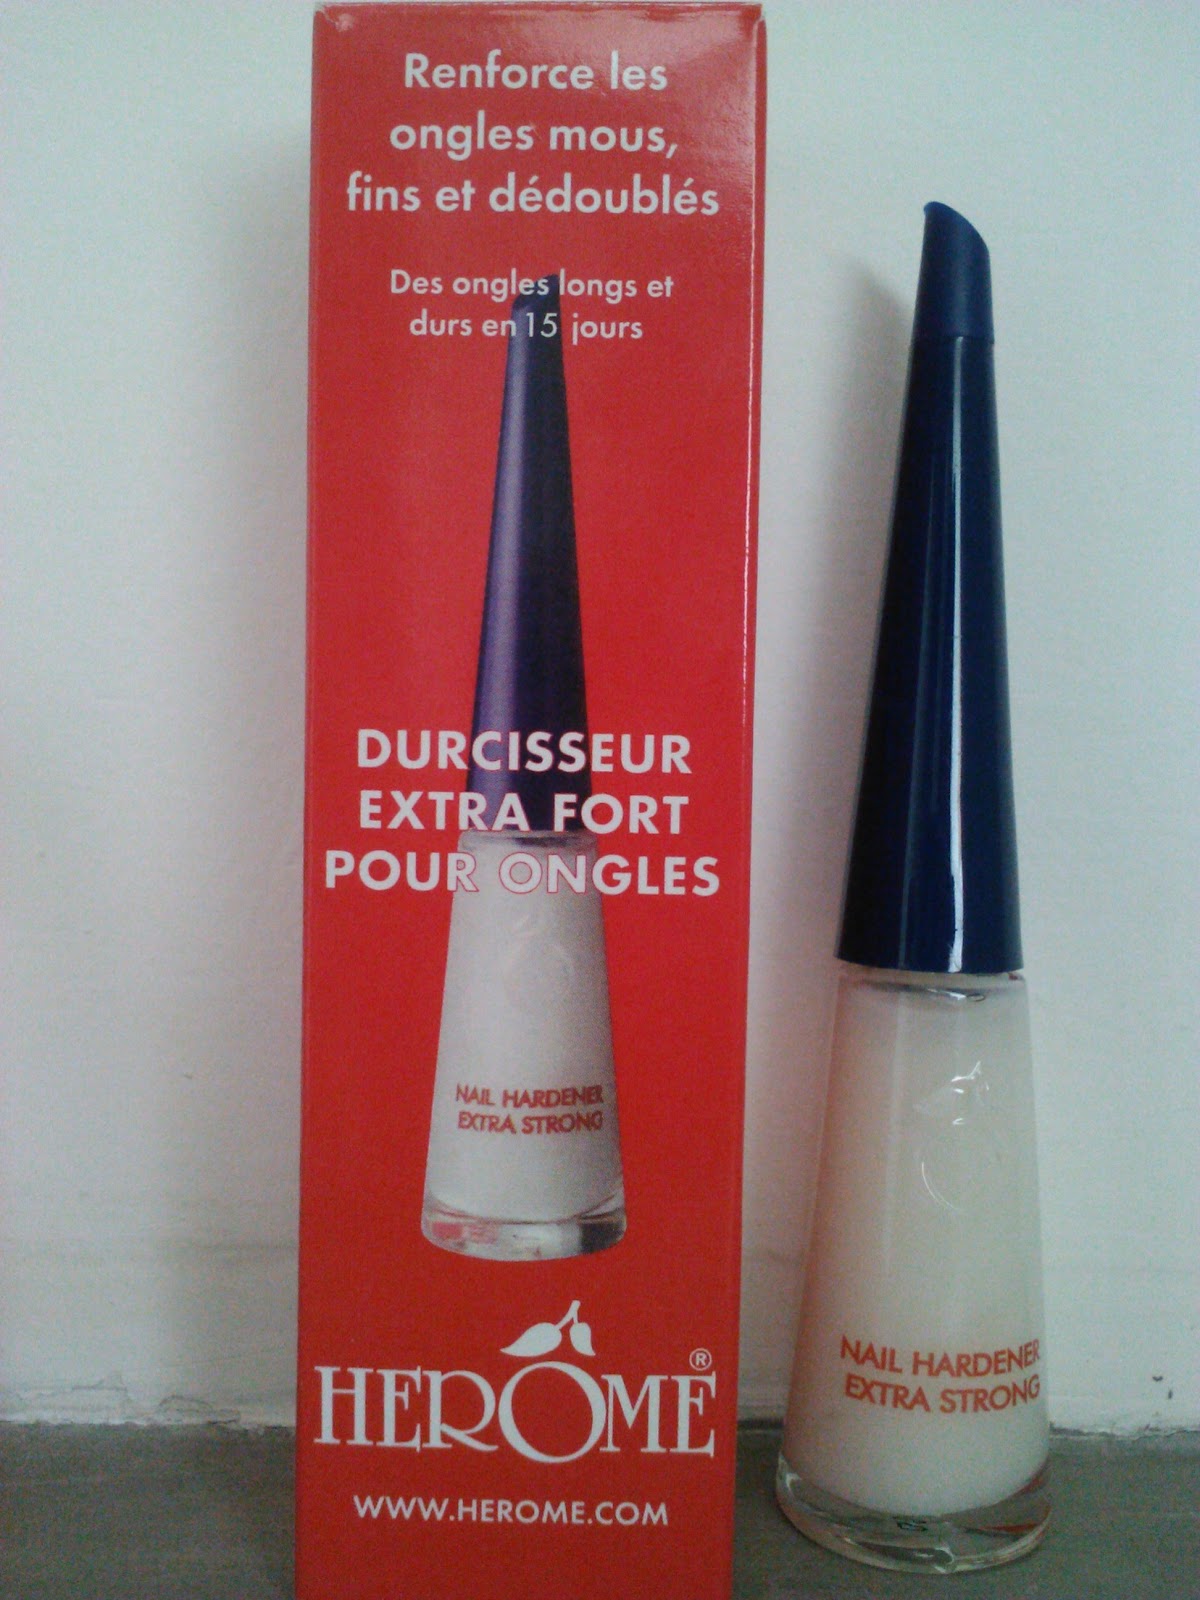 Renforce les
ongles mous,
fins et dédoublés
Des ongles longs et
durs en 15 jours
DURCISSEUR
EXTRA FORT
POUR ONGLES
NAIL HARDENER
EXTRA STRONG
HERÔME®
WWW.HEROME.COM
NAIL HARDENER
EXTRA STRONG